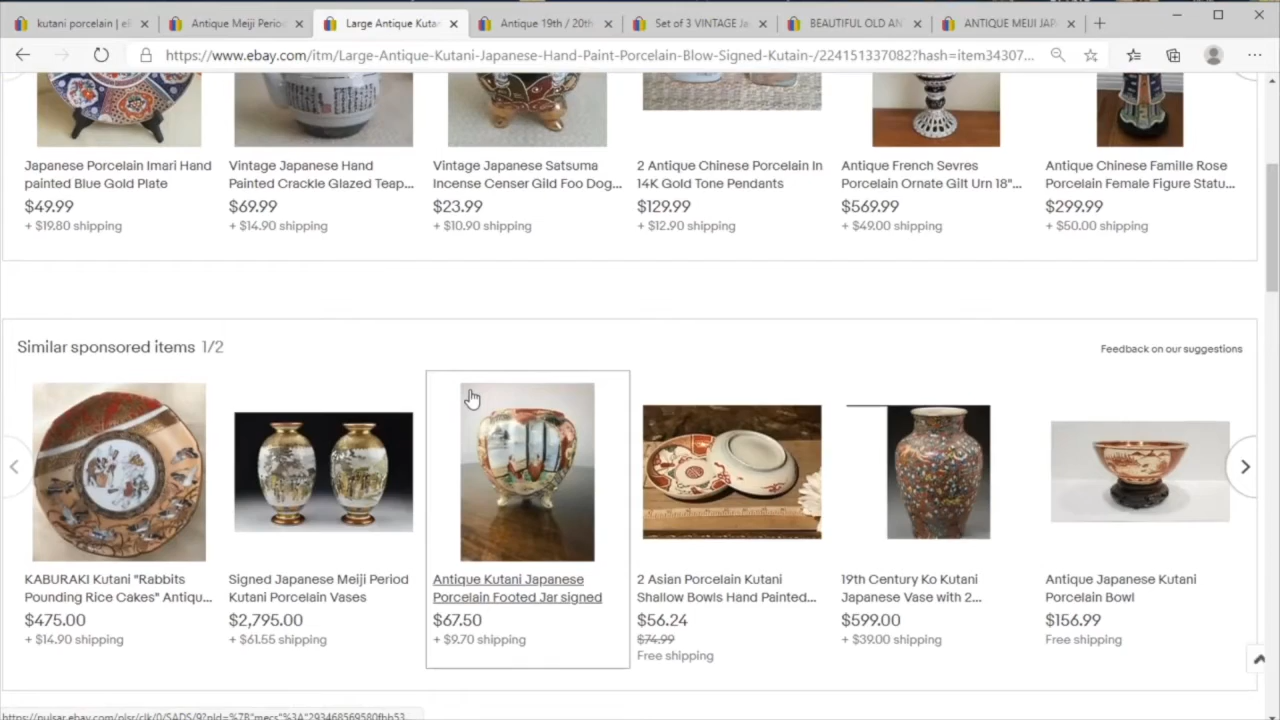 kutani porcelain | eB
Antique Meiji Period
Large Antique Kutan
Antique 19th / 20th
Set of 3 VINTAGE Ja
BEAUTIFUL OLD AN
ANTIQUE MEIJI JAP
https://www.ebay.com/itm/Large-Antique-Kutani-Japanese-Hand-Paint-Porcelain-Blow-Signed-Kutain-/224151337082?hash=item34307...
Japanese Porcelain Imari Hand
painted Blue Gold Plate
$49.99
+ $19.80 shipping
Vintage Japanese Hand
Painted Crackle Glazed Teap...
$69.99
+ $14.90 shipping
Vintage Japanese Satsuma
Incense Censer Gild Foo Dog...
$23.99
+ $10.90 shipping
2 Antique Chinese Porcelain In
14K Gold Tone Pendants
$129.99
+ $12.90 shipping
Antique French Sevres
Porcelain Ornate Gilt Urn 18"...
$569.99
+ $49.00 shipping
Antique Chinese Famille Rose
Porcelain Female Figure Statu...
$299.99
+ $50.00 shipping
Similar sponsored items 1/2
Feedback on our suggestions
KABURAKI Kutani "Rabbits
Pounding Rice Cakes" Antiqu...
$475.00
+ $14.90 shipping
Signed Japanese Meiji Period
Kutani Porcelain Vases
$2,795.00
+ $61.55 shipping
Antique Kutani Japanese
Porcelain Footed Jar signed
$67.50
+ $9.70 shipping
2 Asian Porcelain Kutani
Shallow Bowls Hand Painted...
$56.24
$74.99
Free shipping
19th Century Ko Kutani
Japanese Vase with 2...
$599.00
+ $39.00 shipping
Antique Japanese Kutani
Porcelain Bowl
$156.99
Free shipping